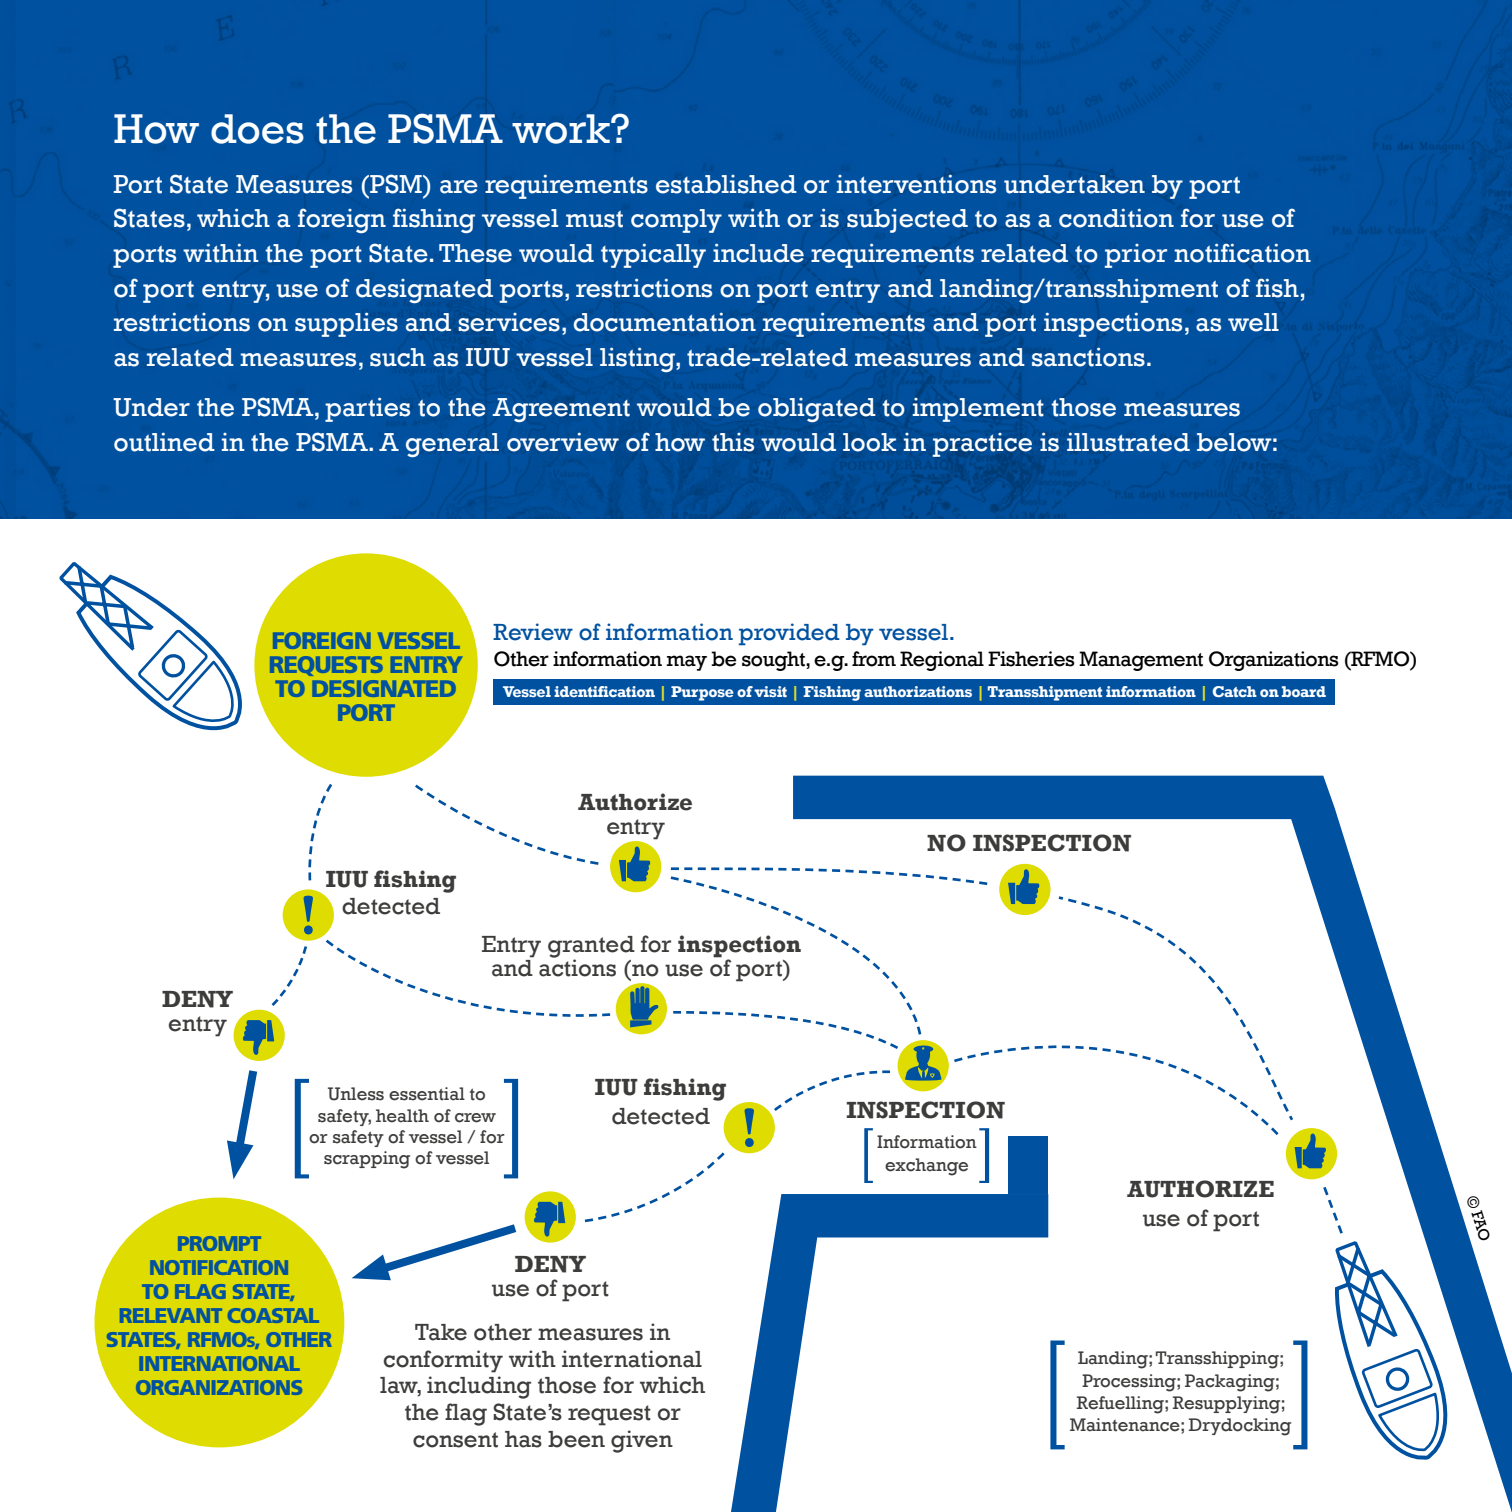 How does the PSMA work?
Port State Measures (PSM) are requirements established or interventions undertaken by port
States, which a foreign fishing vessel must comply with or is subjected to as a condition for use of
ports within the port State. These would typically include requirements related to prior notification
of port entry, use of designated ports, restrictions on port entry and landing/transshipment of fish,
restrictions on supplies and services, documentation requirements and port inspections, as well
as related measures, such as IUU vessel listing, trade-related measures and sanctions.
Under the PSMA, parties to the Agreement would be obligated to implement those measures
outlined in the PSMA. A general overview of how this would look in practice is illustrated below:
FOREIGN VESSEL
REQUESTS ENTRY
TO DESIGNATED
PORT
Review of information provided by vessel.
Other information may be sought, e.g. from Regional Fisheries Management Organizations (RFMO)
Vessel identification | Purpose of visit | Fishing authorizations | Transshipment information | Catch on board
Authorize
entry
NO INSPECTION
IUU fishing
detected
Entry granted for inspection
and actions (no use of port)
DENY
entry
Unless essential to
safety, health of crew
or safety of vessel / for
scrapping of vessel
IUU fishing
detected
INSPECTION
Information
exchange
AUTHORIZE
use of port
© FAO
PROMPT
NOTIFICATION
TO FLAG STATE,
RELEVANT COASTAL
STATES, RFMOs, OTHER
INTERNATIONAL
ORGANIZATIONS
DENY
use of port
Take other measures in
conformity with international
law, including those for which
the flag State's request or
consent has been given
Landing; Transshipping;
Processing; Packaging;
Refuelling; Resupplying;
Maintenance; Drydocking